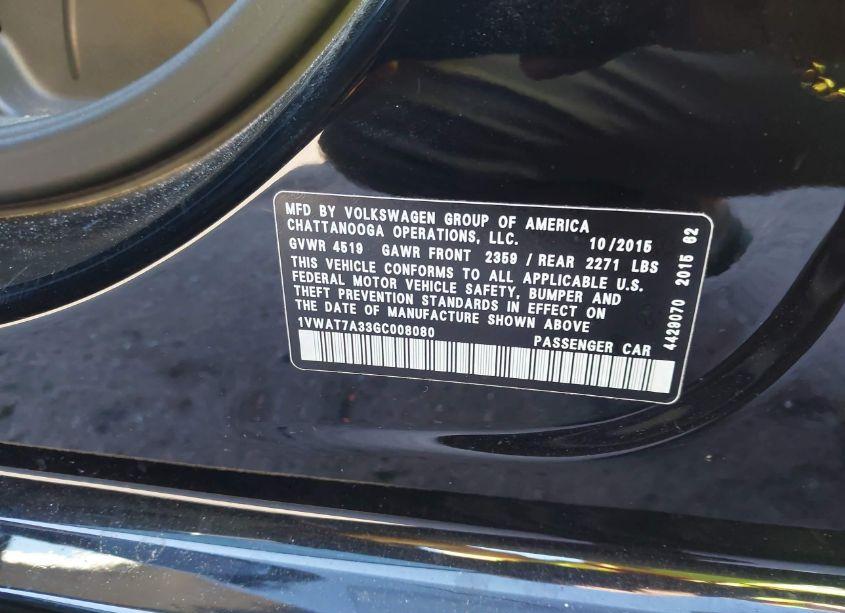 MFD BY VOLKSWAGEN GROUP OF AMERICA
CHATTANOOGA OPERATIONS, LLC. 10/2015
GVWR 4519 GAWR FRONT 2359 / REAR 2271 LBS
THIS VEHICLE CONFORMS TO ALL APPLICABLE U.S.
FEDERAL MOTOR VEHICLE SAFETY, BUMPER AND
THEFT PREVENTION STANDARDS IN EFFECT ON
THE DATE OF MANUFACTURE SHOWN ABOVE
1VWAT7A33GC008080 PASSENGER CAR
4429070 2015 62